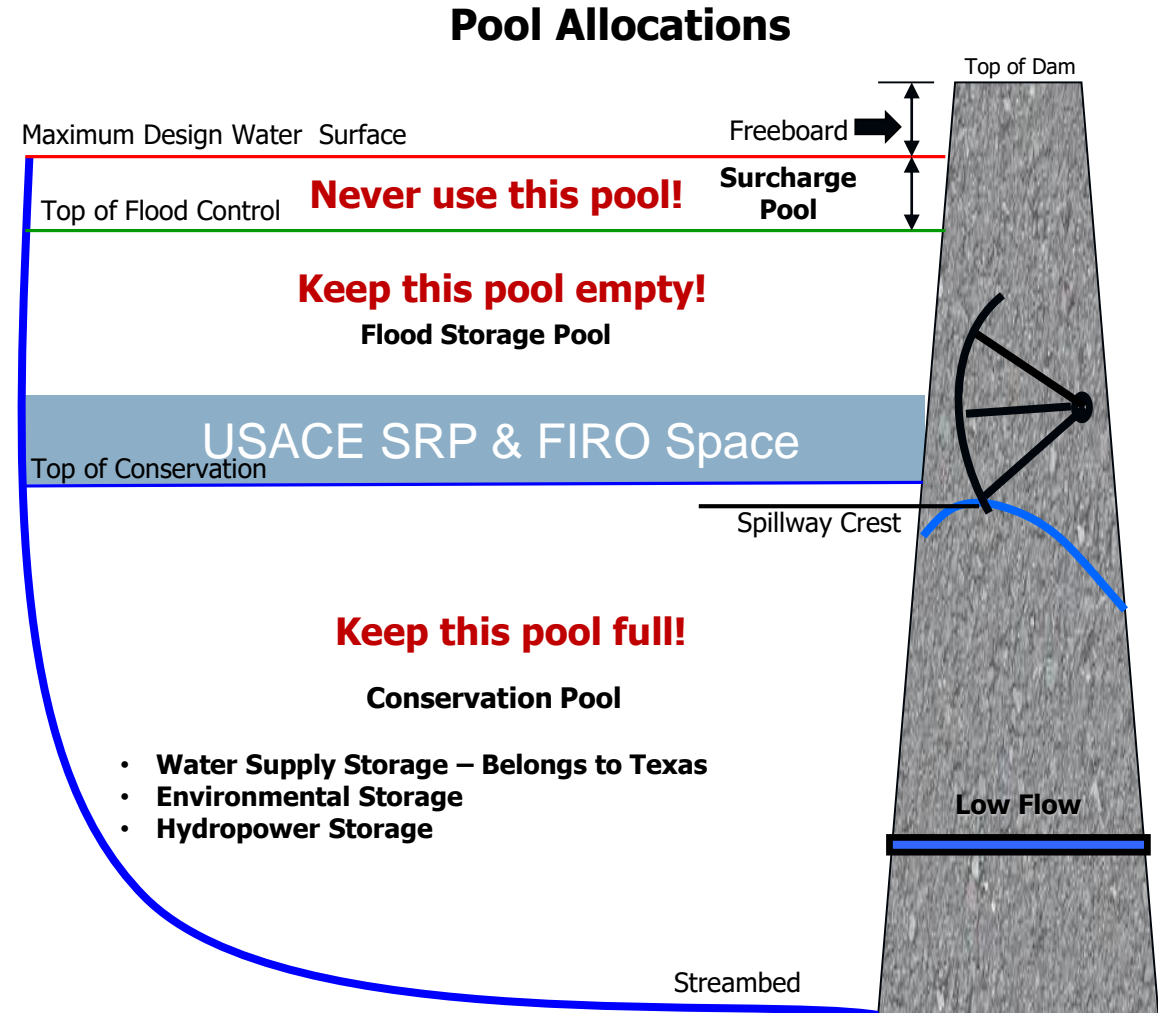 Pool Allocations
Top of Dam
Maximum Design Water  Surface
Freeboard
Never use this pool!
Surcharge
Pool
Top of Flood Control
Keep this pool empty!
Flood Storage Pool
USACE SRP & FIRO Space
Top of Conservation
Spillway Crest
Keep this pool full!
Conservation Pool
• Water Supply Storage – Belongs to Texas
• Environmental Storage
• Hydropower Storage
Low Flow
Streambed